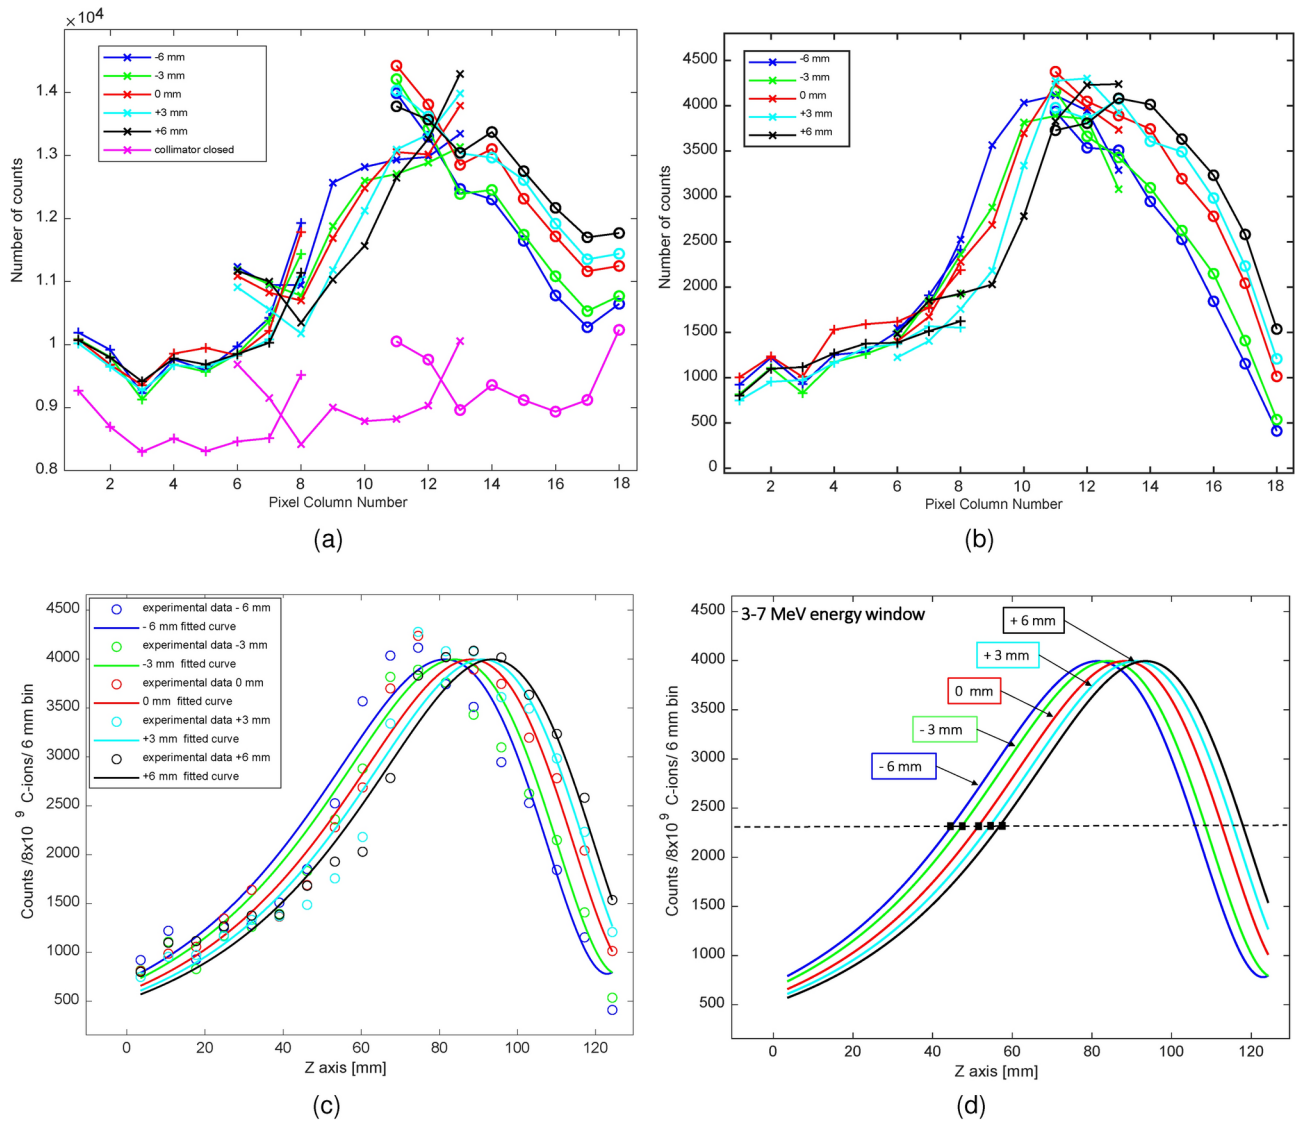 ×10⁴
1.4
1.3
1.2
1.1
1
0.9
0.8
Number of counts
-6 mm
-3 mm
0 mm
+3 mm
+6 mm
collimator closed
2 4 6 8 10 12 14 16 18
Pixel Column Number
(a)
4500
4000
3500
3000
2500
2000
1500
1000
500
0
Number of counts
-6 mm
-3 mm
0 mm
+3 mm
+6 mm
2 4 6 8 10 12 14 16 18
Pixel Column Number
(b)
4500
4000
3500
3000
2500
2000
1500
1000
500
Counts /8x10⁹ C-ions/ 6 mm bin
experimental data - 6 mm
- 6 mm fitted curve
experimental data -3 mm
-3 mm fitted curve
experimental data 0 mm
0 mm fitted curve
experimental data +3 mm
+3 mm fitted curve
experimental data +6 mm
+6 mm fitted curve
0 20 40 60 80 100 120
Z axis [mm]
(c)
4500
4000
3500
3000
2500
2000
1500
1000
500
Counts /8x10⁹ C-ions/ 6 mm bin
3-7 MeV energy window
+ 6 mm
+ 3 mm
0 mm
- 3 mm
- 6 mm
0 20 40 60 80 100 120
Z axis [mm]
(d)